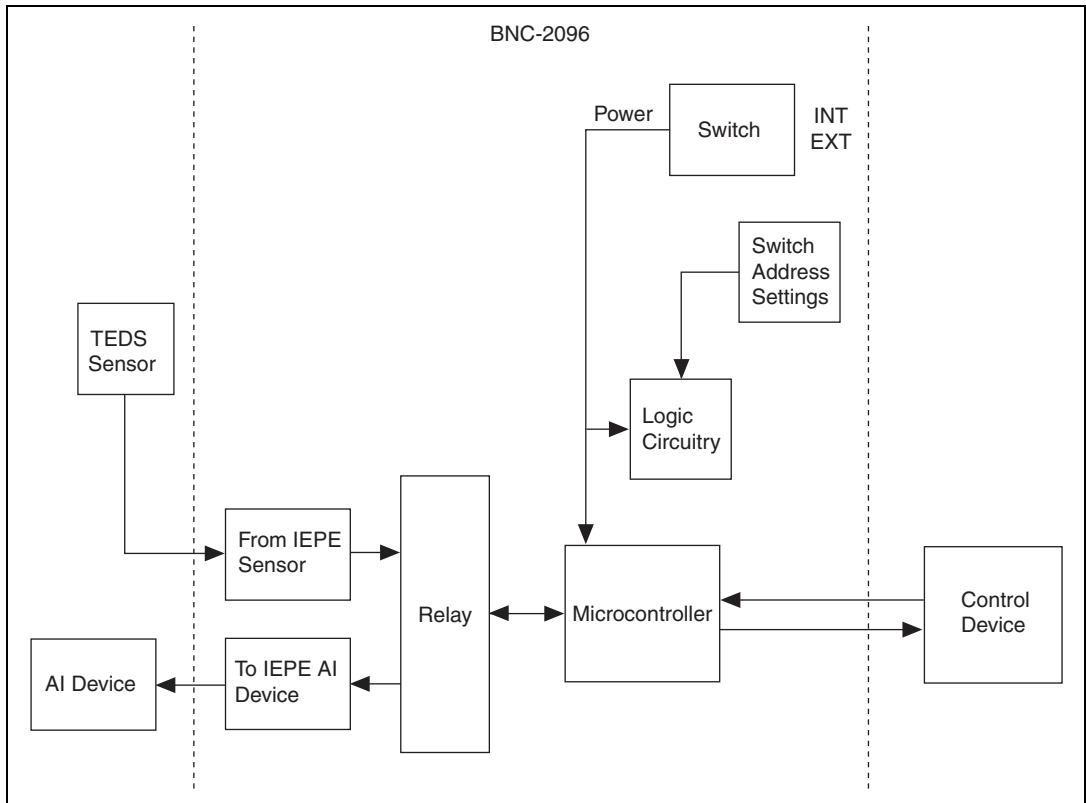 BNC-2096
Power
Switch
INT
EXT
Switch
Address
Settings
TEDS
Sensor
Logic
Circuitry
From IEPE
Sensor
Relay
Microcontroller
Control
Device
AI Device
To IEPE AI
Device